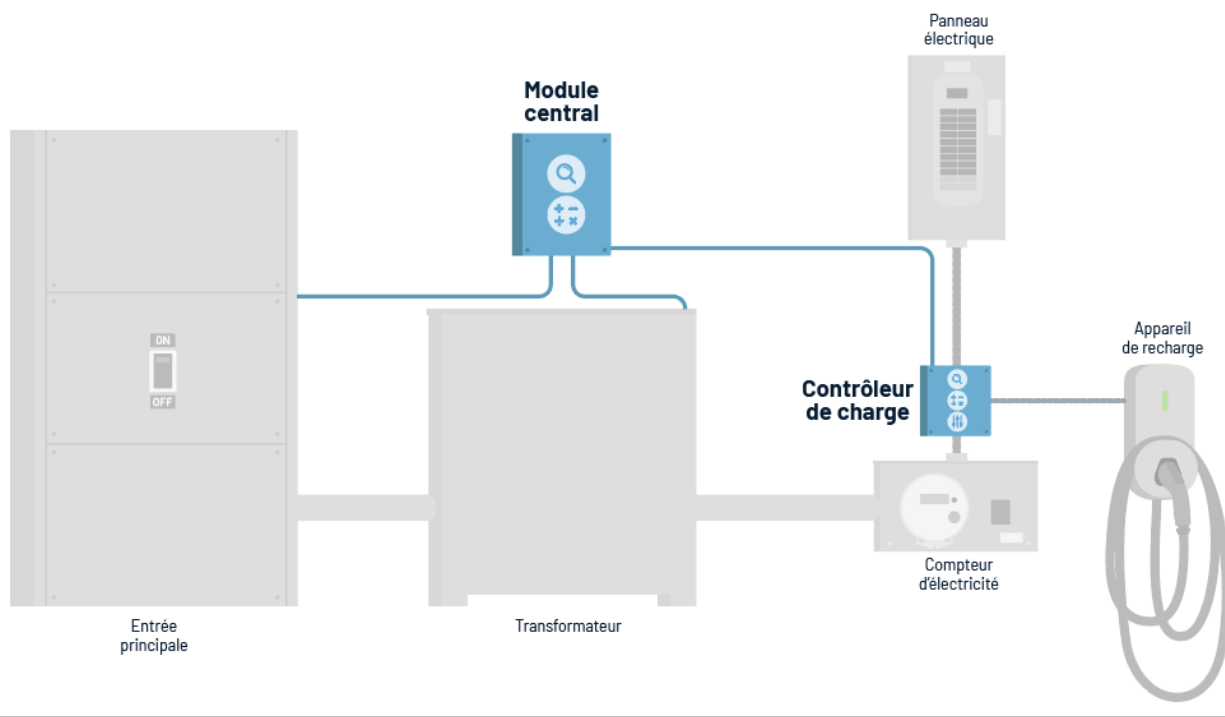 Panneau
électrique
Module
central
ON
OFF
Appareil
de recharge
Contrôleur
de charge
Compteur
d'électricité
Entrée
principale
Transformateur